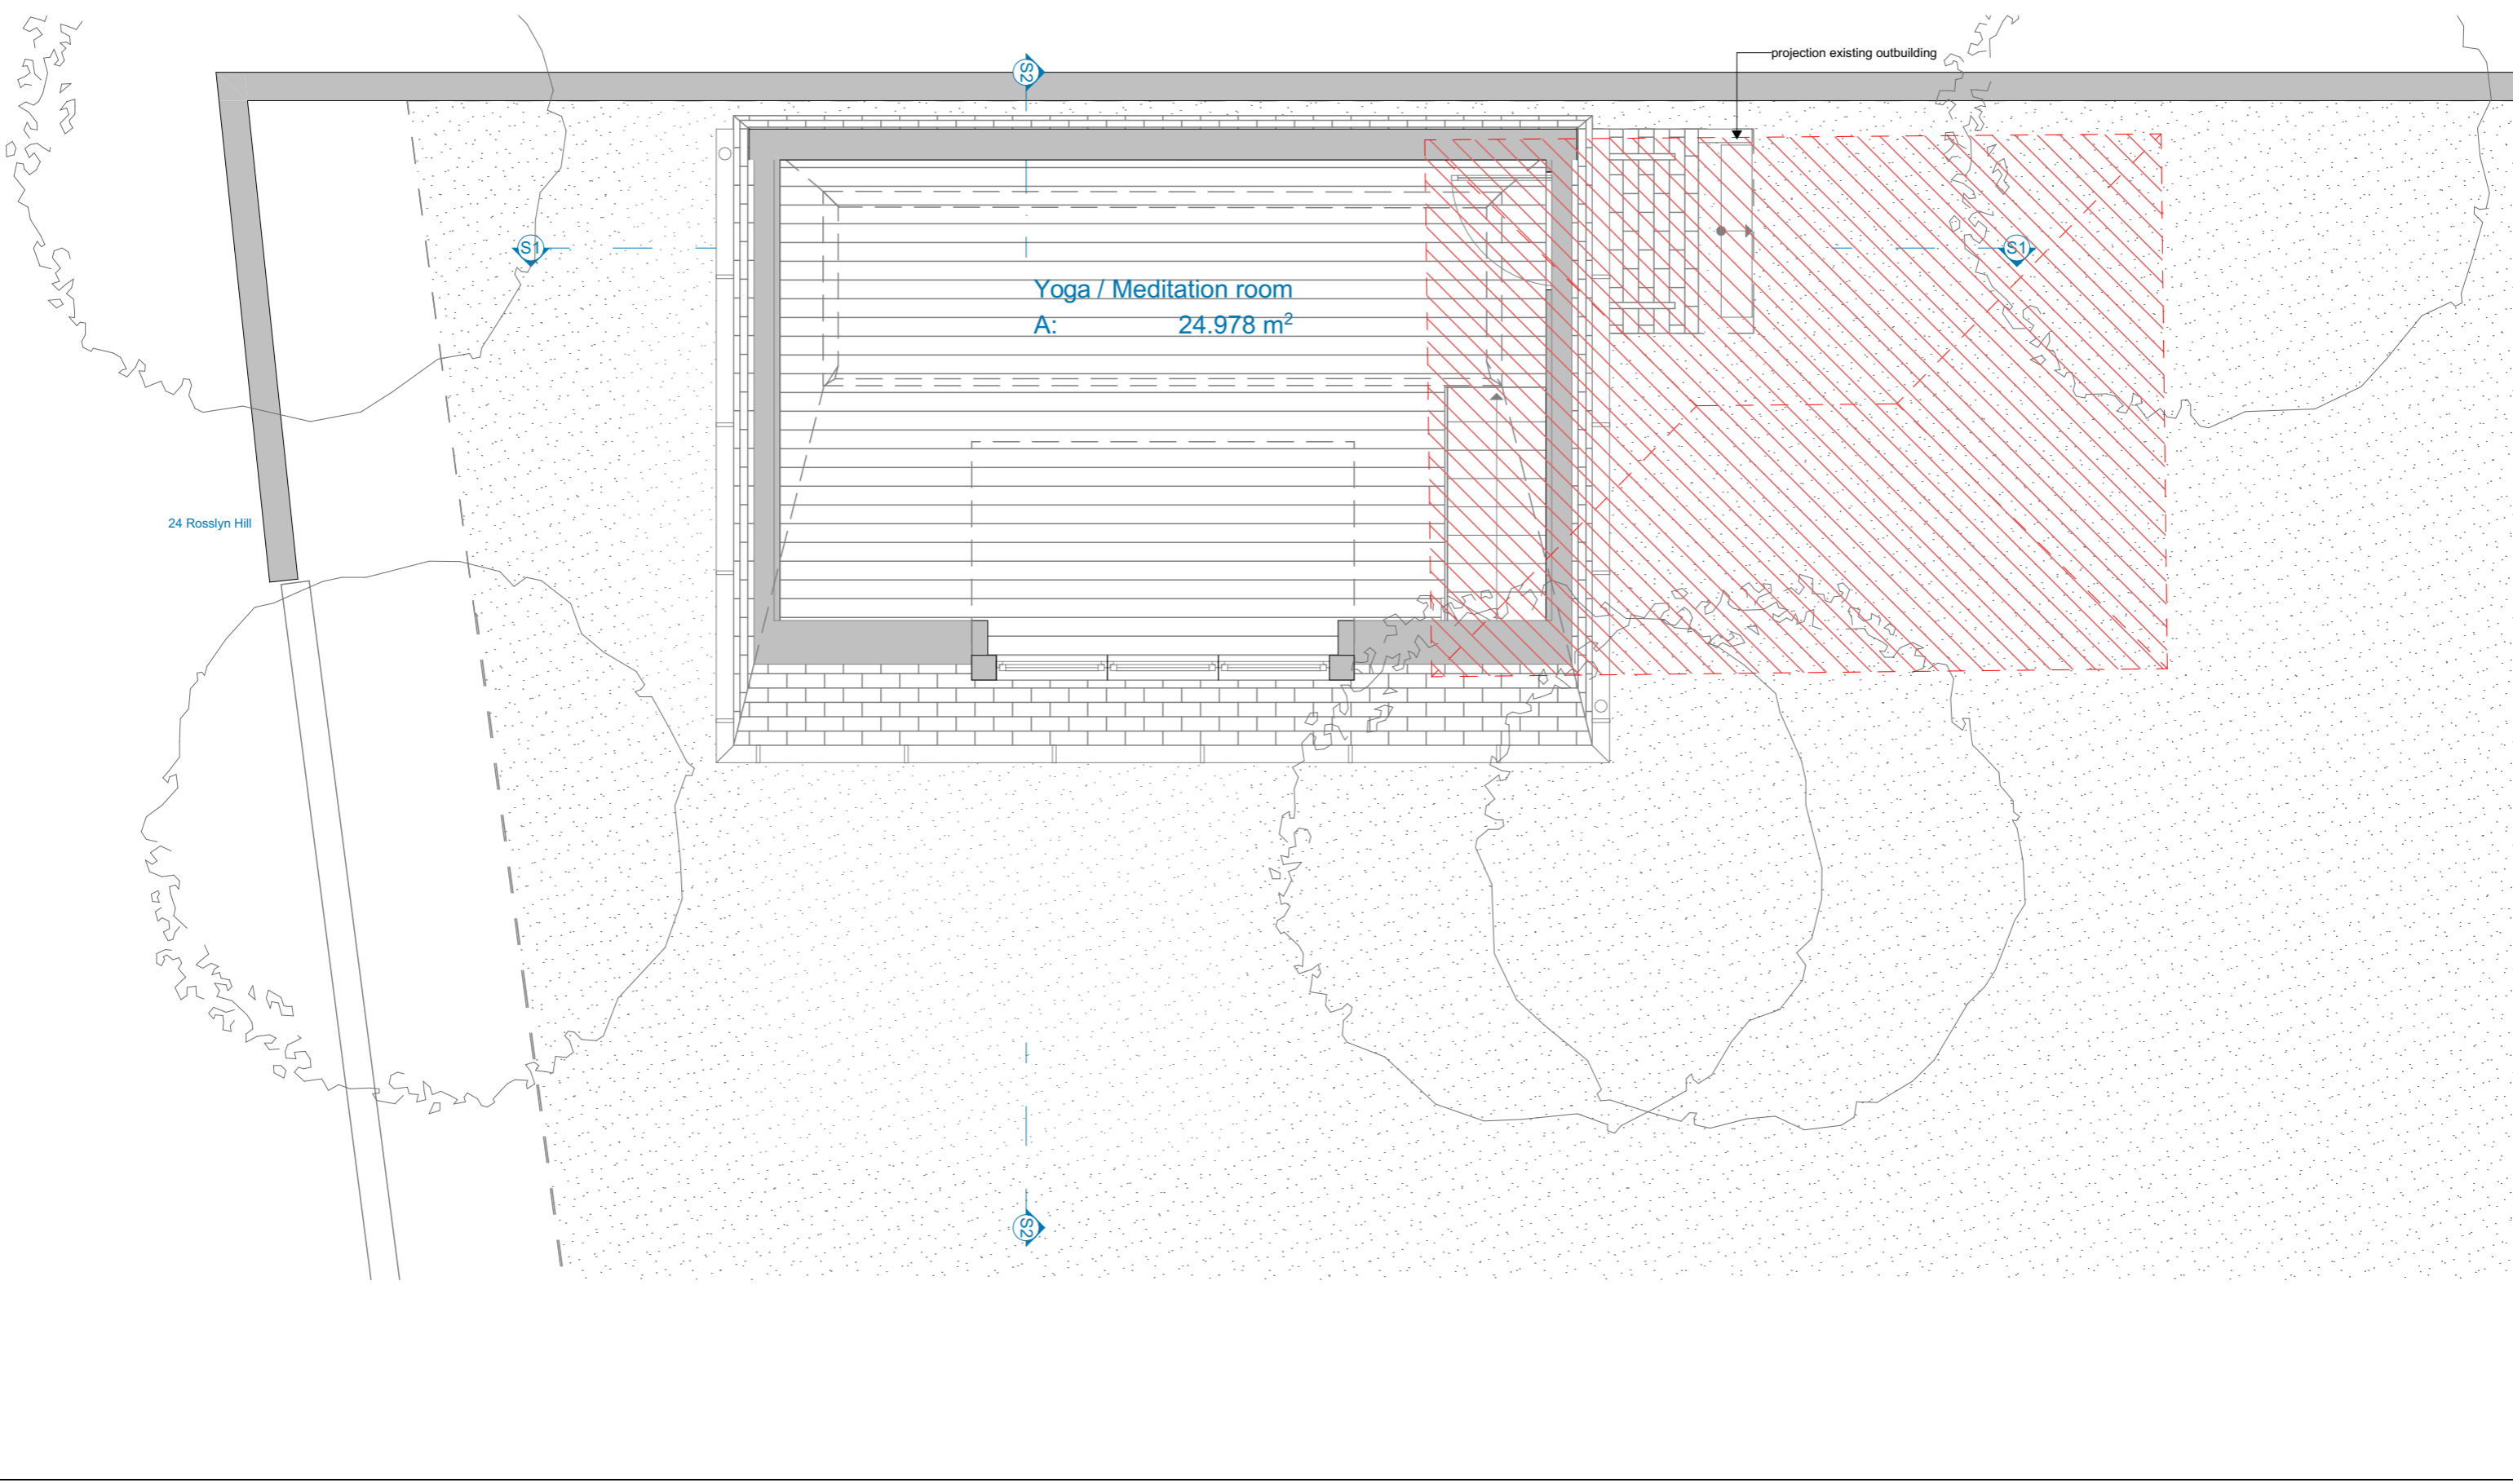 S2
projection existing outbuilding
S1
S1
Yoga / Meditation room
A: 24.978 m²
24 Rosslyn Hill
S2